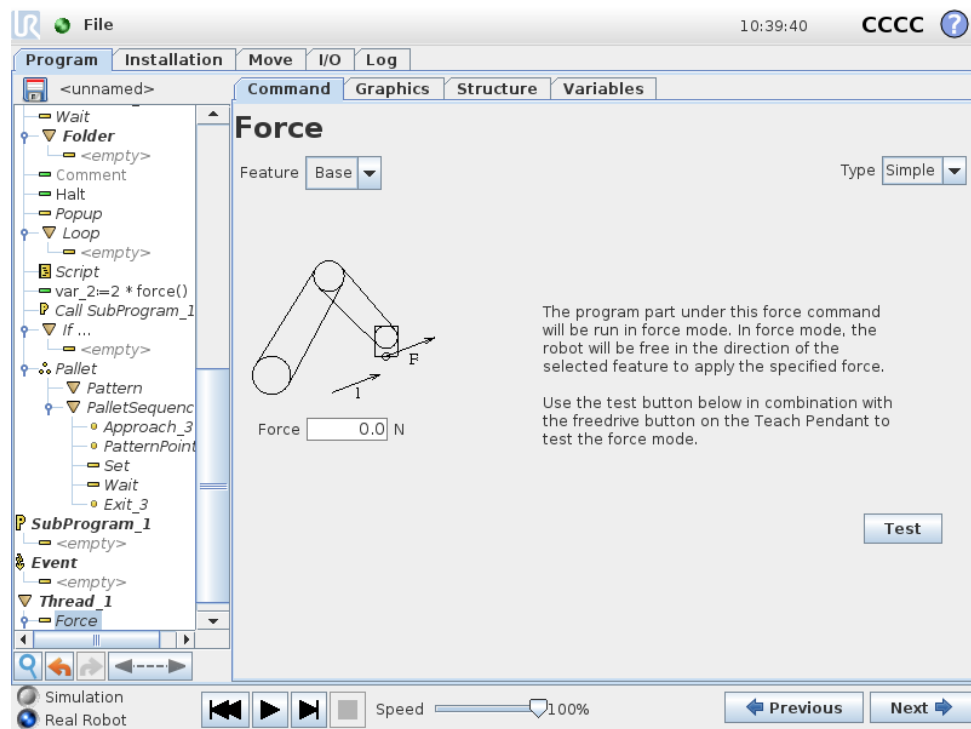 UR File 10:39:40 CCCC ?
Program Installation Move I/O Log
<unnamed>
Command Graphics Structure Variables
Wait
Folder
<empty>
Comment
Halt
Popup
Loop
<empty>
Script
var_2:=2 * force()
P Call SubProgram_1
If ...
<empty>
Pallet
Pattern
PalletSequenc
Approach_3
PatternPoint
Set
Wait
Exit_3
P SubProgram_1
<empty>
Event
<empty>
Thread_1
Force
Force
Feature Base
Type Simple
F
1
Force 0.0 N
The program part under this force command
will be run in force mode. In force mode, the
robot will be free in the direction of the
selected feature to apply the specified force.
Use the test button below in combination with
the freedrive button on the Teach Pendant to
test the force mode.
Test
Simulation
Real Robot
Speed 100%
Previous Next